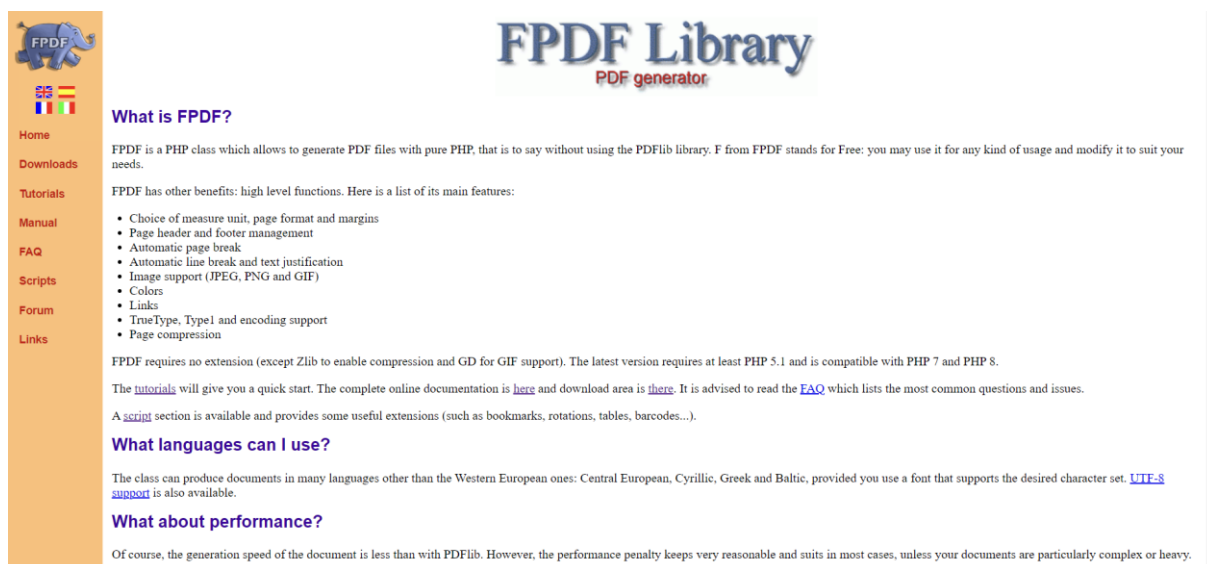 FPDF
FPDF Library
PDF generator
Home
Downloads
Tutorials
Manual
FAQ
Scripts
Forum
Links
What is FPDF?
FPDF is a PHP class which allows to generate PDF files with pure PHP, that is to say without using the PDFlib library. F from FPDF stands for Free: you may use it for any kind of usage and modify it to suit your
needs.
FPDF has other benefits: high level functions. Here is a list of its main features:
• Choice of measure unit, page format and margins
• Page header and footer management
• Automatic page break
• Automatic line break and text justification
• Image support (JPEG, PNG and GIF)
• Colors
• Links
• TrueType, Type1 and encoding support
• Page compression
FPDF requires no extension (except Zlib to enable compression and GD for GIF support). The latest version requires at least PHP 5.1 and is compatible with PHP 7 and PHP 8.
The tutorials will give you a quick start. The complete online documentation is here and download area is there. It is advised to read the FAQ which lists the most common questions and issues.
A script section is available and provides some useful extensions (such as bookmarks, rotations, tables, barcodes...).
What languages can I use?
The class can produce documents in many languages other than the Western European ones: Central European, Cyrillic, Greek and Baltic, provided you use a font that supports the desired character set. UTF-8
support is also available.
What about performance?
Of course, the generation speed of the document is less than with PDFlib. However, the performance penalty keeps very reasonable and suits in most cases, unless your documents are particularly complex or heavy.